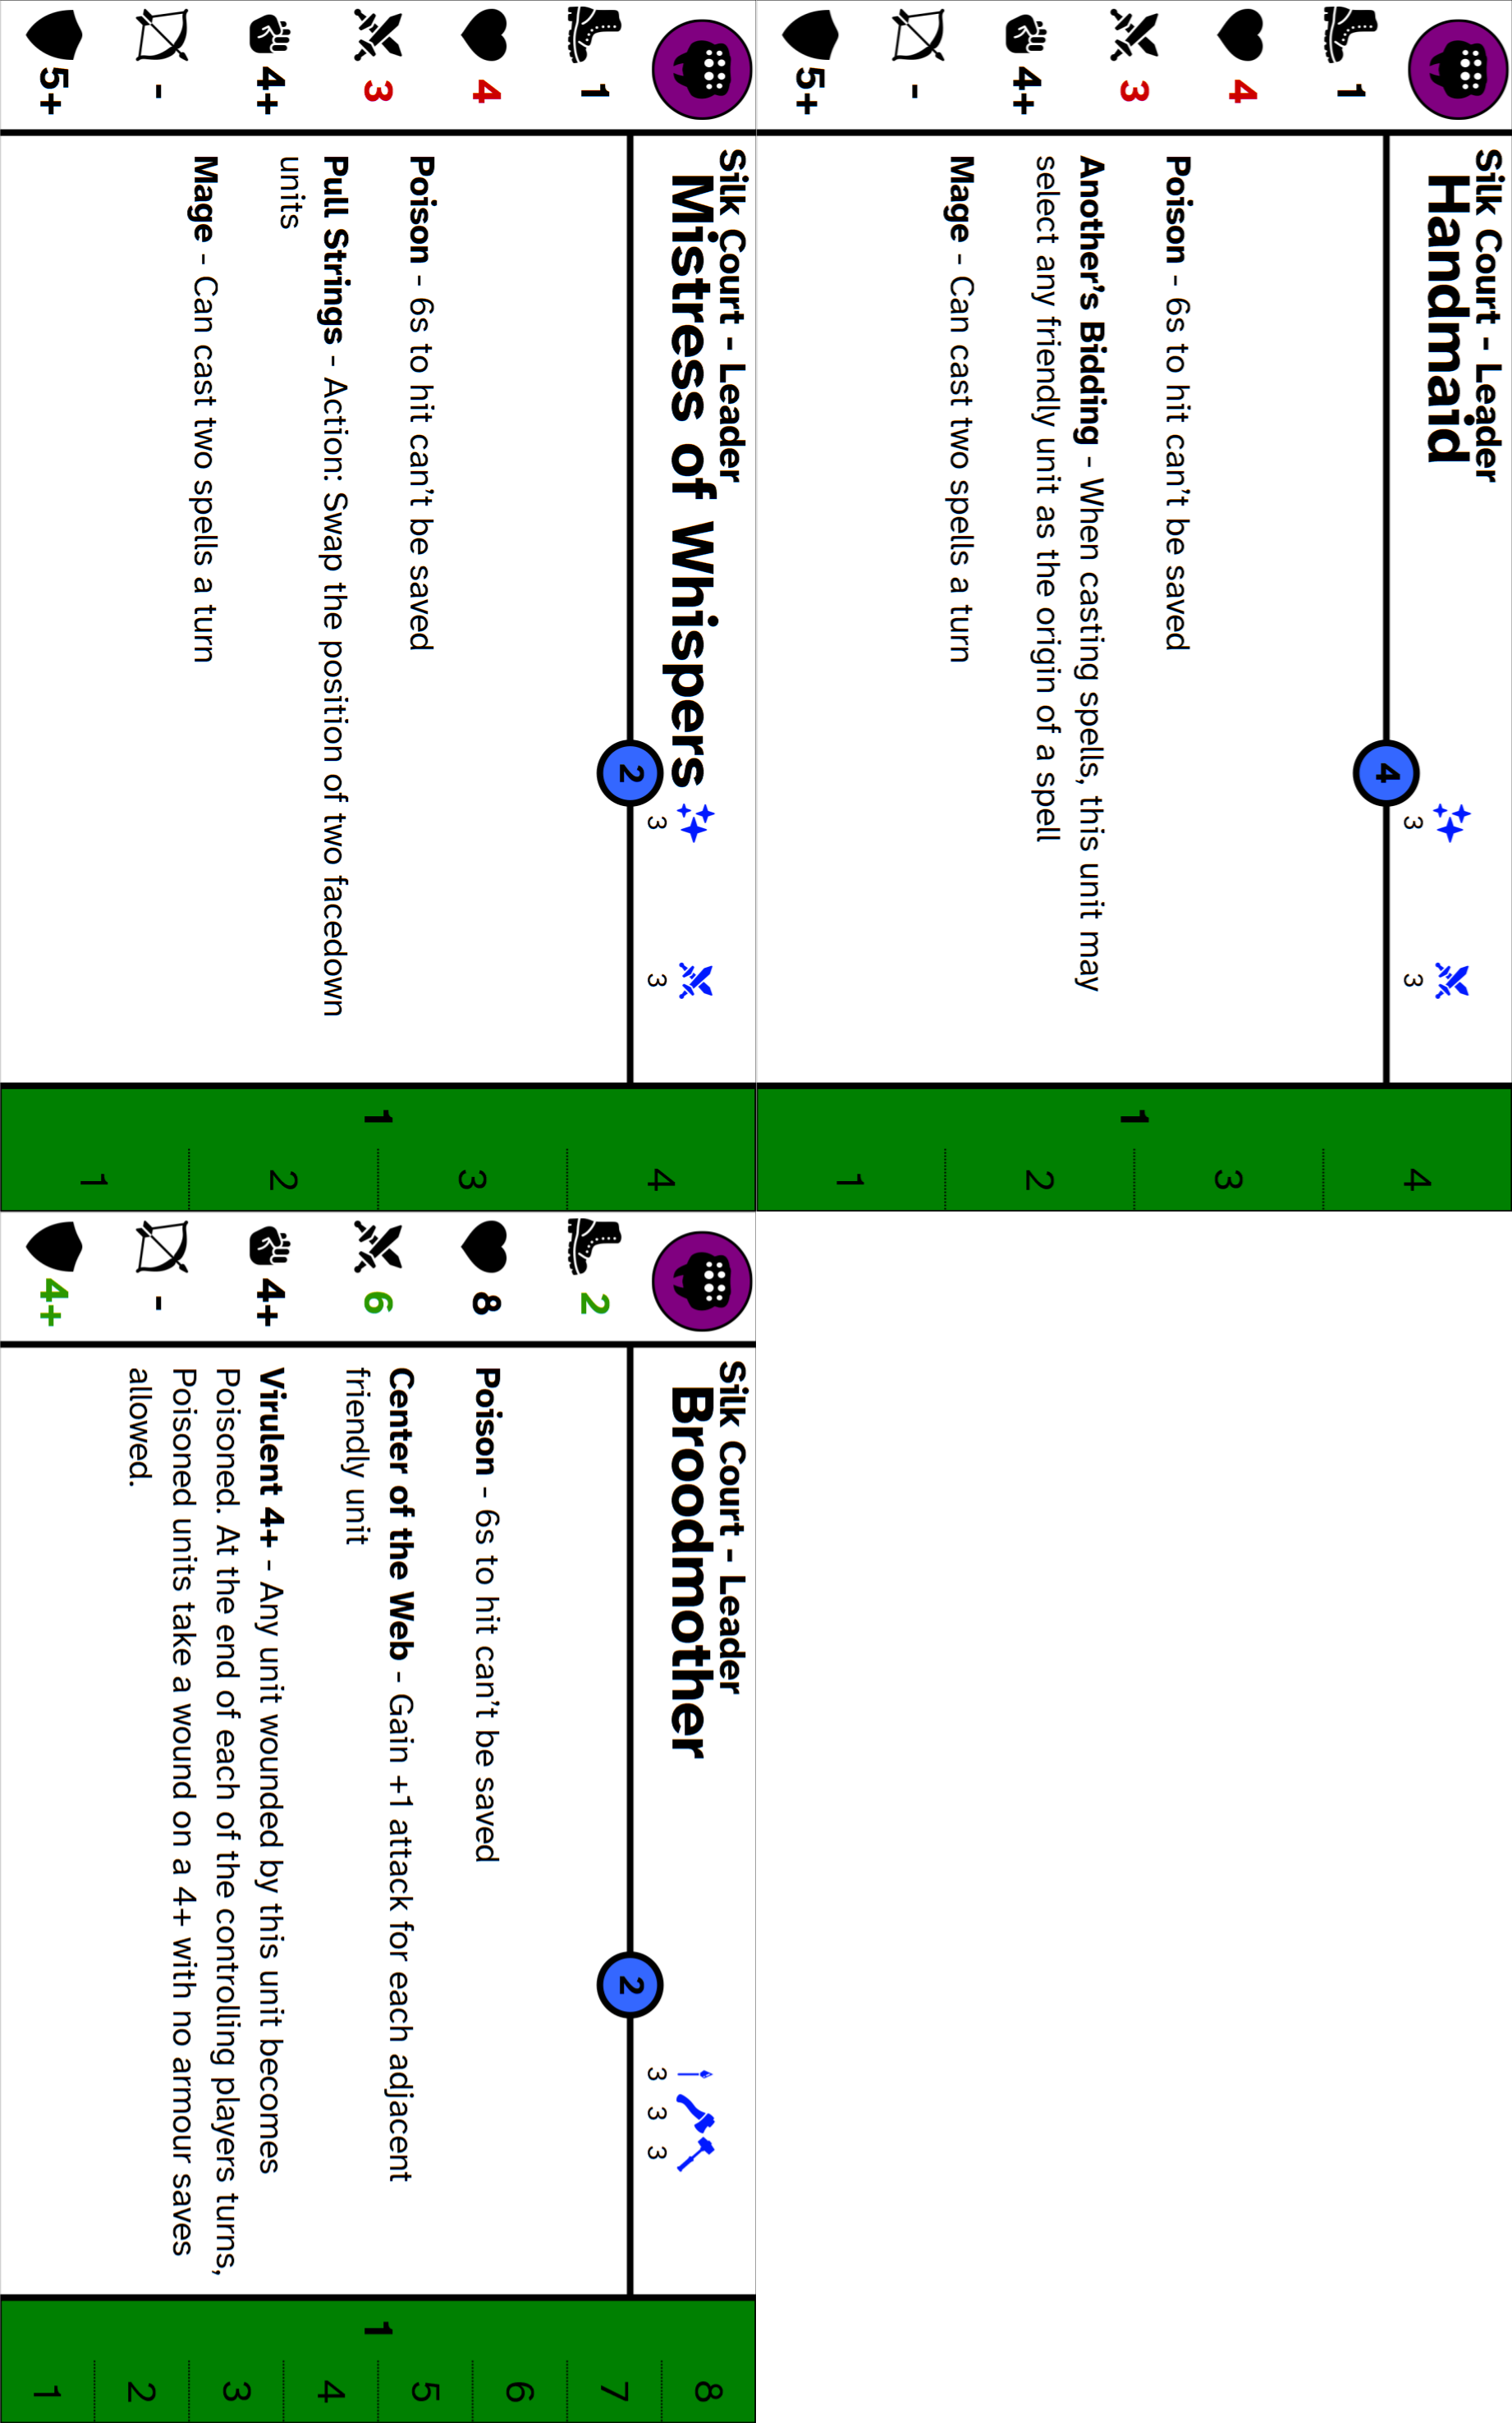 Silk Court - Leader
Handmaid
3 3
4
1
4
3
4+
-
5+
Poison - 6s to hit can't be saved
Another's Bidding - When casting spells, this unit may
select any friendly unit as the origin of a spell
Mage - Can cast two spells a turn
1
4
3
2
1
Silk Court - Leader
Mistress of Whispers
3 3
2
1
4
3
4+
-
5+
Poison - 6s to hit can't be saved
Pull Strings - Action: Swap the position of two facedown
units
Mage - Can cast two spells a turn
1
4
3
2
1
Silk Court - Leader
Broodmother
3 3 3
2
2
8
6
4+
-
4+
Poison - 6s to hit can't be saved
Center of the Web - Gain +1 attack for each adjacent
friendly unit
Virulent 4+ - Any unit wounded by this unit becomes
Poisoned. At the end of each of the controlling players turns,
Poisoned units take a wound on a 4+ with no armour saves
allowed.
1
8
7
6
5
4
3
2
1